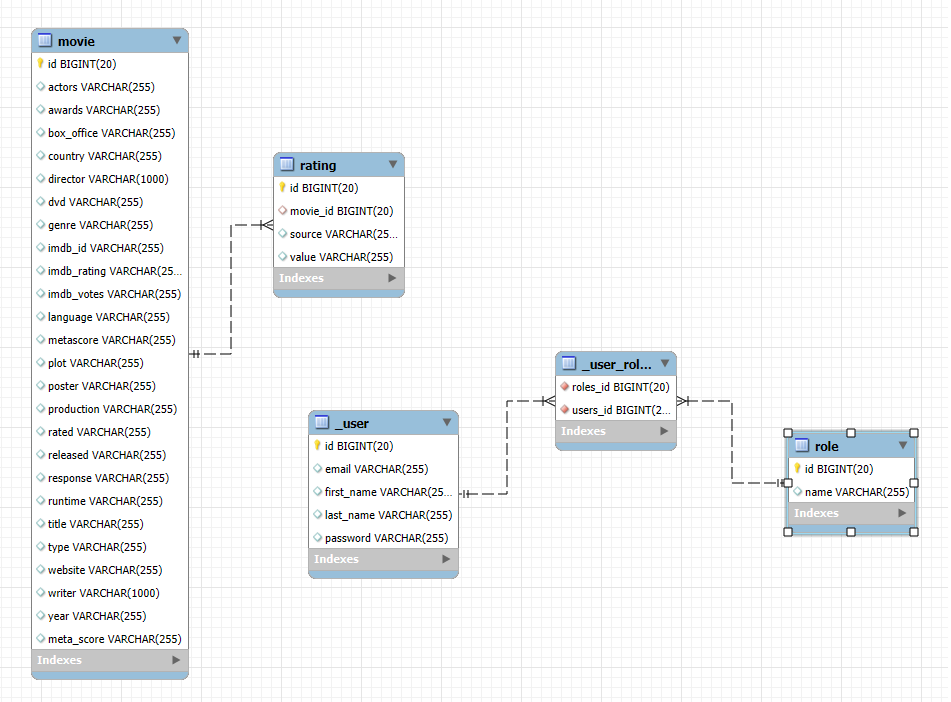 movie
id BIGINT(20)
actors VARCHAR(255)
awards VARCHAR(255)
box_office VARCHAR(255)
country VARCHAR(255)
director VARCHAR(1000)
dvd VARCHAR(255)
genre VARCHAR(255)
imdb_id VARCHAR(255)
imdb_rating VARCHAR(25...
imdb_votes VARCHAR(255)
language VARCHAR(255)
metascore VARCHAR(255)
plot VARCHAR(255)
poster VARCHAR(255)
production VARCHAR(255)
rated VARCHAR(255)
released VARCHAR(255)
response VARCHAR(255)
runtime VARCHAR(255)
title VARCHAR(255)
type VARCHAR(255)
website VARCHAR(255)
writer VARCHAR(1000)
year VARCHAR(255)
meta_score VARCHAR(255)
Indexes
rating
id BIGINT(20)
movie_id BIGINT(20)
source VARCHAR(25...
value VARCHAR(255)
Indexes
_user
id BIGINT(20)
email VARCHAR(255)
first_name VARCHAR(25...
last_name VARCHAR(255)
password VARCHAR(255)
Indexes
_user_rol...
roles_id BIGINT(20)
users_id BIGINT(2...
Indexes
role
id BIGINT(20)
name VARCHAR(255)
Indexes